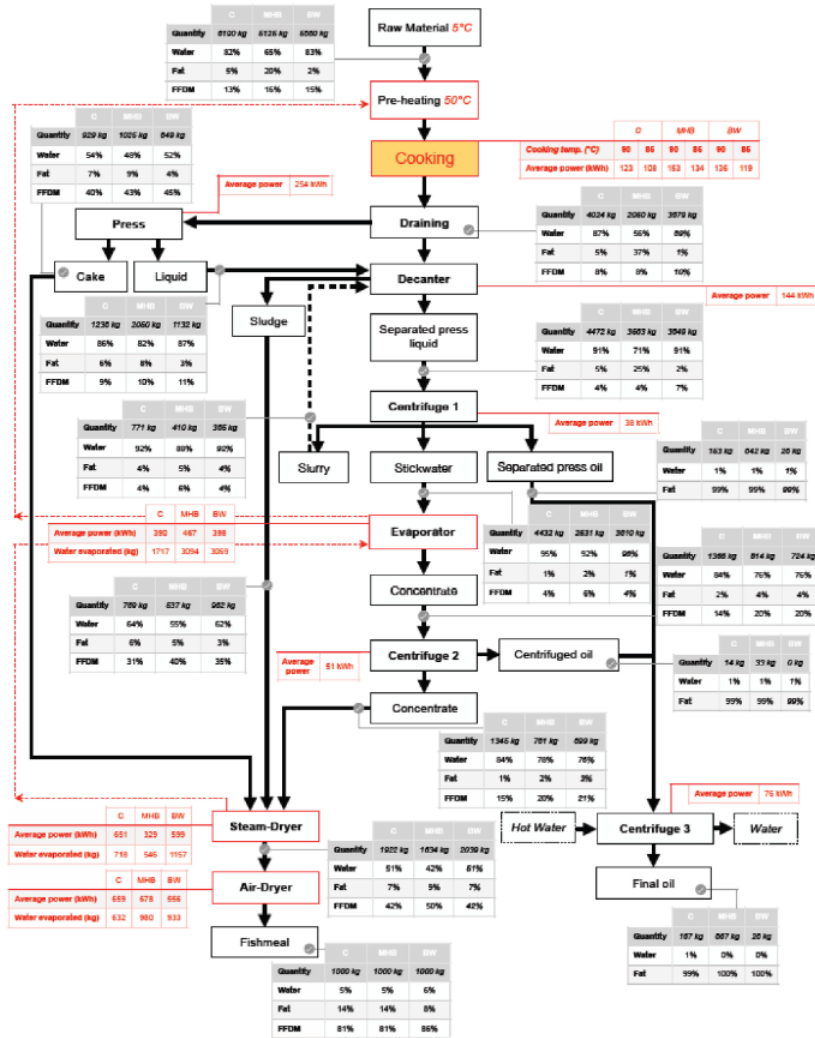 C MHB BW
Quantity 6190 kg 5125 kg 5560 kg
Water 82% 65% 83%
Fat 5% 20% 2%
FFDM 13% 15% 15%
Raw Material 5°C
Pre-heating 50°C
Cooking
C MHB BW
Cooking temp. (°C) 90 85 90 85 90 85
Average power (kWh) 123 108 153 134 126 119
C MHB BW
Quantity 929 kg 1025 kg 849 kg
Water 54% 48% 52%
Fat 7% 9% 4%
FFDM 40% 43% 45%
Average power 254 kWh
Press
Draining
C MHB BW
Quantity 4024 kg 2050 kg 3879 kg
Water 87% 56% 89%
Fat 5% 37% 1%
FFDM 8% 8% 10%
Cake
Liquid
Decanter
Average power 144 kWh
C MHB BW
Quantity 1236 kg 2050 kg 1132 kg
Water 86% 82% 87%
Fat 6% 8% 3%
FFDM 9% 10% 11%
Sludge
Separated press
liquid
C MHB BW
Quantity 4472 kg 3683 kg 3649 kg
Water 91% 71% 91%
Fat 5% 25% 2%
FFDM 4% 4% 7%
Centrifuge 1
Average power 38 kWh
C MHB BW
Quantity 771 kg 410 kg 365 kg
Water 92% 89% 92%
Fat 4% 5% 4%
FFDM 4% 6% 4%
Slurry
Stickwater
Separated press oil
C MHB BW
Quantity 153 kg 642 kg 26 kg
Water 1% 1% 1%
Fat 99% 99% 99%
C MHB BW
Average power (kWh) 390 467 398
Water evaporated (kg) 1717 3094 3069
Evaporator
C MHB BW
Quantity 4432 kg 2631 kg 3610 kg
Water 95% 92% 96%
Fat 1% 2% 1%
FFDM 4% 6% 4%
C MHB BW
Quantity 1366 kg 814 kg 724 kg
Water 84% 76% 76%
Fat 2% 4% 4%
FFDM 14% 20% 20%
Concentrate
C MHB BW
Quantity 769 kg 537 kg 962 kg
Water 64% 55% 62%
Fat 6% 5% 3%
FFDM 31% 40% 35%
Average
power 51 kWh
Centrifuge 2
Centrifuged oil
C MHB BW
Quantity 14 kg 33 kg 0 kg
Water 1% 1% 1%
Fat 99% 99% 99%
Concentrate
C MHB BW
Quantity 1345 kg 781 kg 699 kg
Water 84% 78% 76%
Fat 1% 2% 3%
FFDM 15% 20% 21%
Average power 75 kWh
C MHB BW
Average power (kWh) 651 329 599
Water evaporated (kg) 718 546 1157
Steam-Dryer
Hot Water
Centrifuge 3
Water
C MHB BW
Quantity 1922 kg 1634 kg 2039 kg
Water 51% 42% 51%
Fat 7% 9% 7%
FFDM 42% 50% 42%
C MHB BW
Average power (kWh) 659 678 556
Water evaporated (kg) 632 980 933
Air-Dryer
Final oil
Fishmeal
C MHB BW
Quantity 167 kg 667 kg 26 kg
Water 1% 0% 0%
Fat 99% 100% 100%
C MHB BW
Quantity 1000 kg 1000 kg 1000 kg
Water 5% 5% 6%
Fat 14% 14% 8%
FFDM 81% 81% 86%